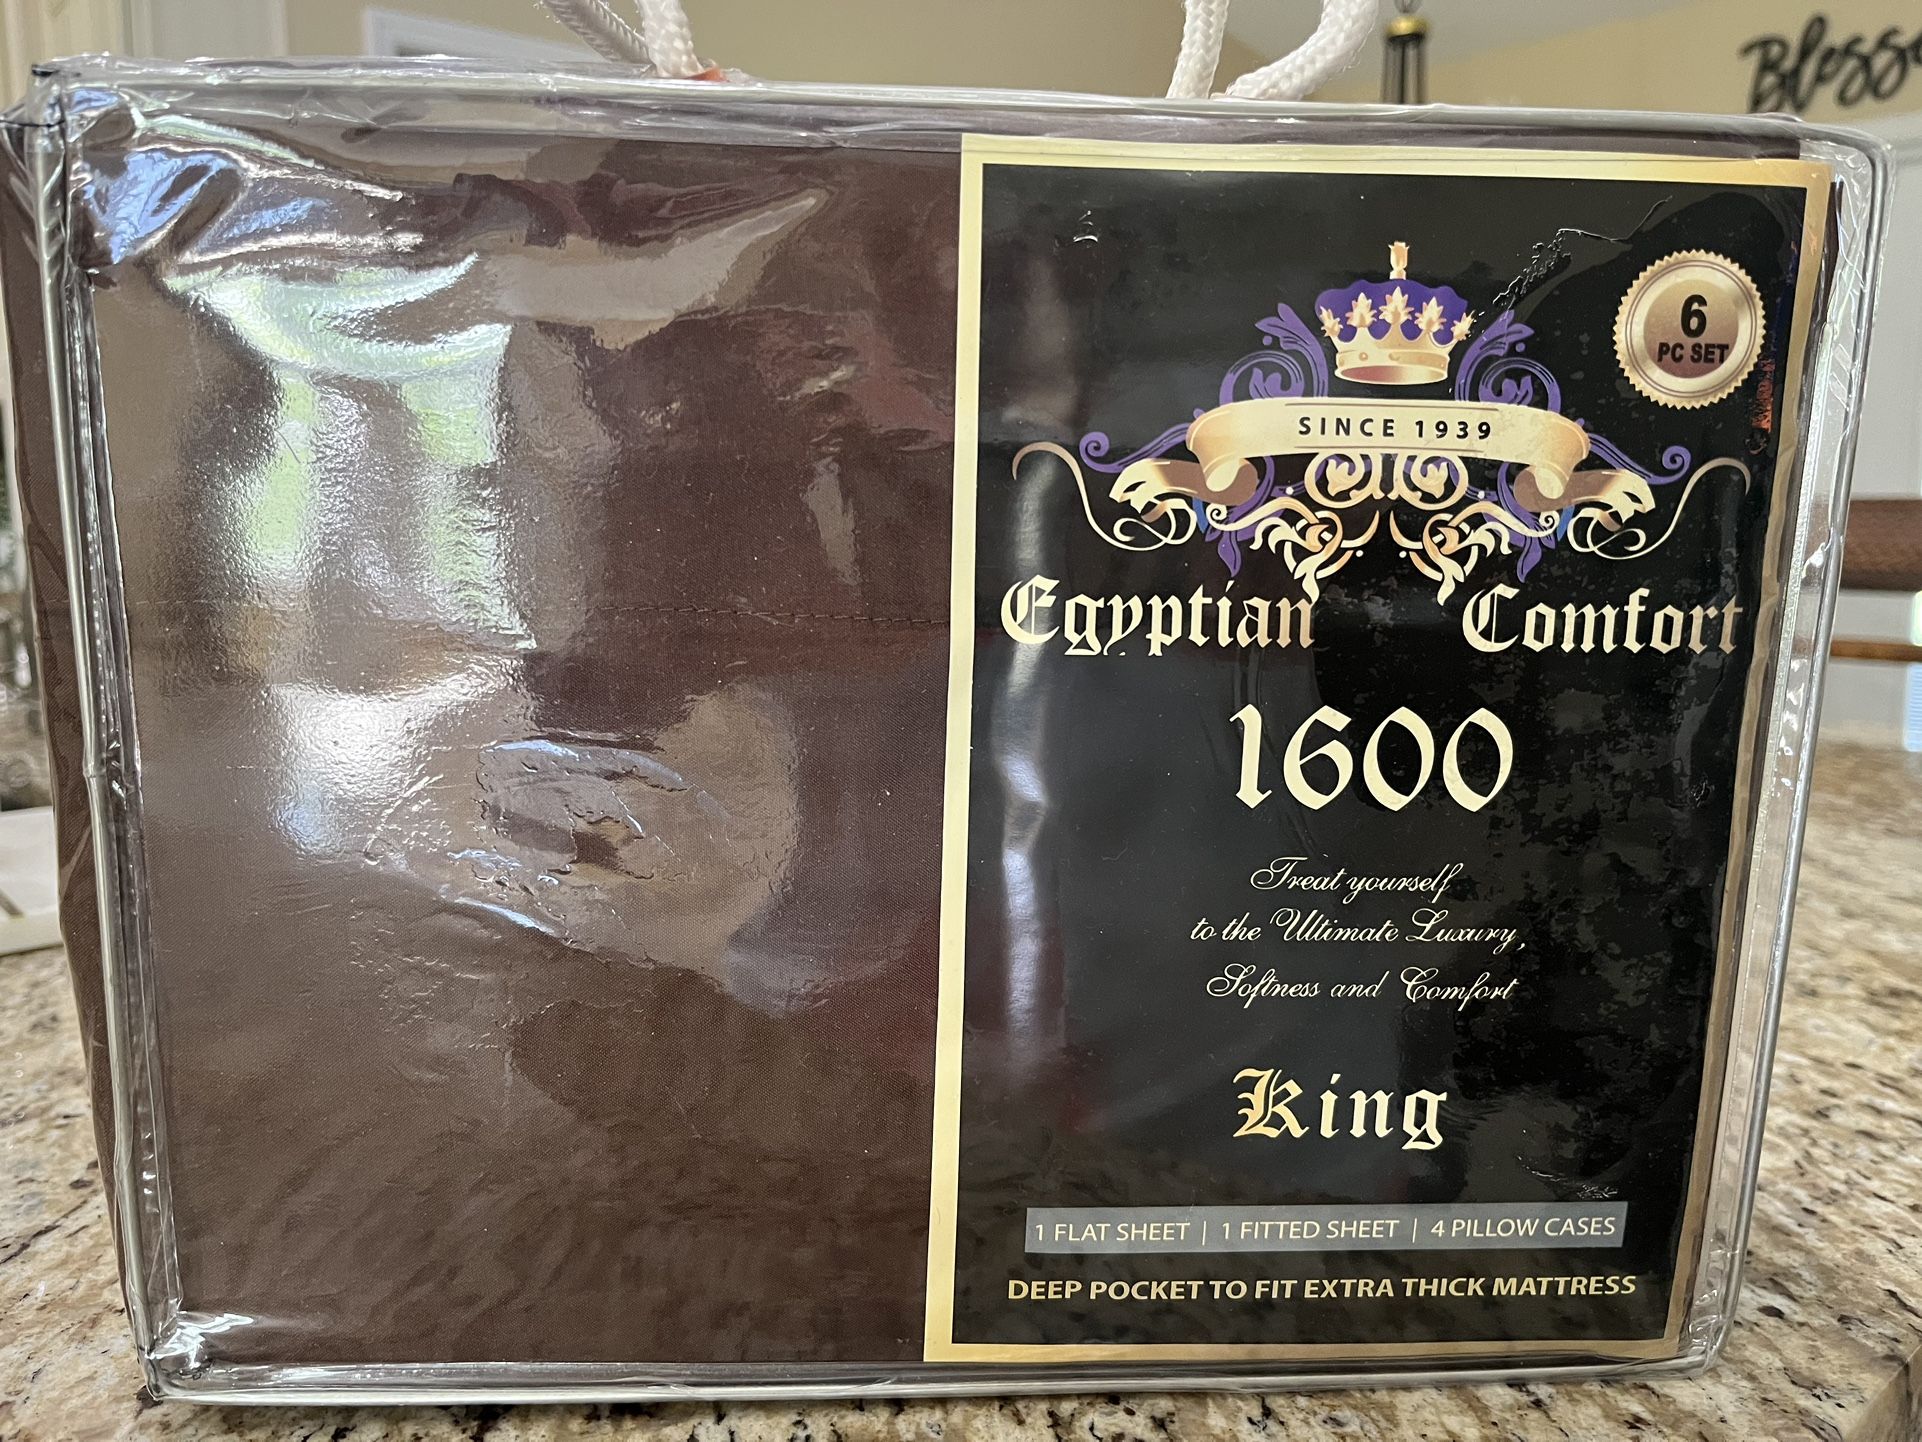 Blesse
6
PC SET
SINCE 1939
Egyptian Comfort
1600
Treat yourself
to the Ultimate Luxury,
Softness and Comfort
King
1 FLAT SHEET | 1 FITTED SHEET | 4 PILLOW CASES
DEEP POCKET TO FIT EXTRA THICK MATTRESS